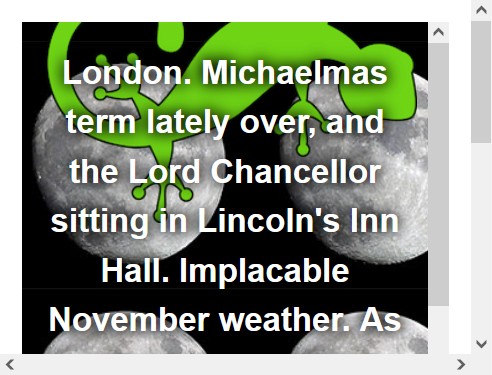 London. Michaelmas
term lately over, and
the Lord Chancellor
sitting in Lincoln's Inn
Hall. Implacable
November weather. As